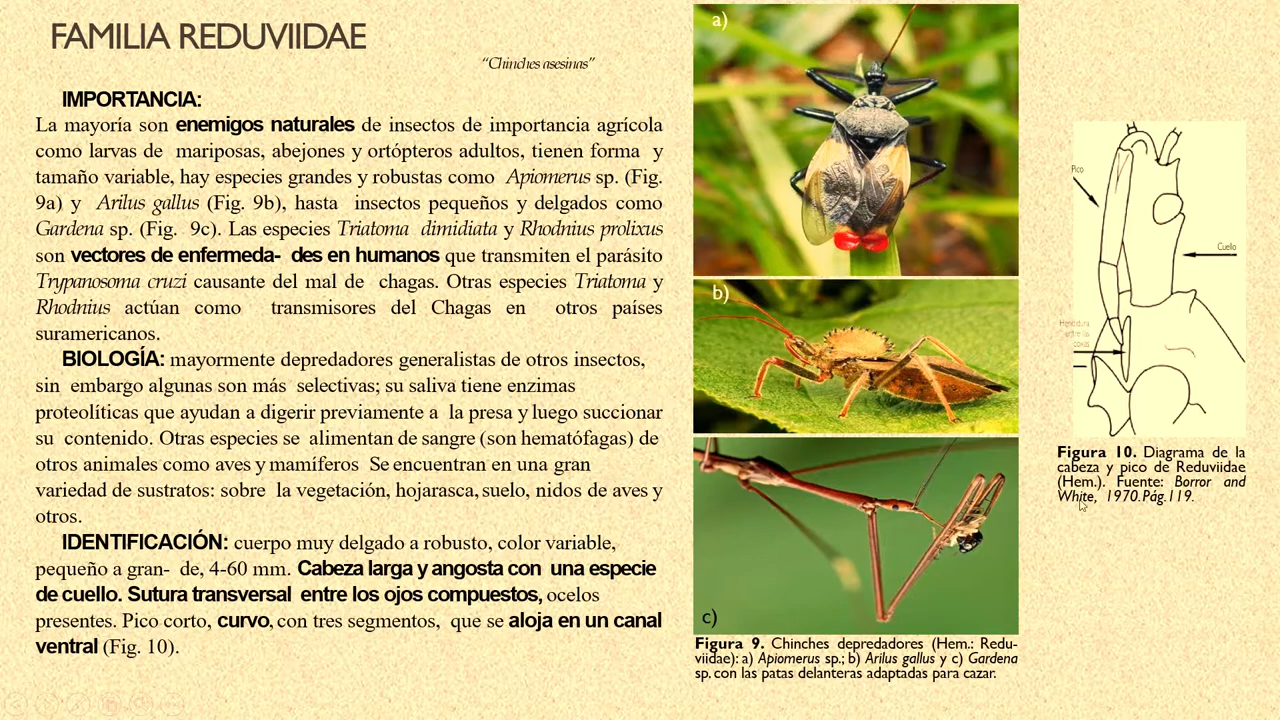 FAMILIA REDUVIIDAE
“Chinches asesinas”
IMPORTANCIA:
La mayoría son enemigos naturales de insectos de importancia agrícola
como larvas de mariposas, abejones y ortópteros adultos, tienen forma y
tamaño variable, hay especies grandes y robustas como Apiomerus sp. (Fig.
9a) y Arilus gallus (Fig. 9b), hasta insectos pequeños y delgados como
Gardena sp. (Fig. 9c). Las especies Triatoma dimidiata y Rhodnius prolixus
son vectores de enfermeda- des en humanos que transmiten el parásito
Trypanosoma cruzi causante del mal de chagas. Otras especies Triatoma y
Rhodnius actúan como transmisores del Chagas en otros países
suramericanos.
BIOLOGÍA: mayormente depredadores generalistas de otros insectos,
sin embargo algunas son más selectivas; su saliva tiene enzimas
proteolíticas que ayudan a digerir previamente a la presa y luego succionar
su contenido. Otras especies se alimentan de sangre (son hematófagas) de
otros animales como aves y mamíferos Se encuentran en una gran
variedad de sustratos: sobre la vegetación, hojarasca, suelo, nidos de aves y
otros.
IDENTIFICACIÓN: cuerpo muy delgado a robusto, color variable,
pequeño a gran- de, 4-60 mm. Cabeza larga y angosta con una especie
de cuello. Sutura transversal entre los ojos compuestos, ocelos
presentes. Pico corto, curvo, con tres segmentos, que se aloja en un canal
ventral (Fig. 10).
a)
b)
c)
Figura 9. Chinches depredadores (Hem.: Redu-
viidae): a) Apiomerus sp.; b) Arilus gallus y c) Gardena
sp. con las patas delanteras adaptadas para cazar.
Pico
Cuello
Hendidura
entre las
coxas
Figura 10. Diagrama de la
cabeza y pico de Reduviidae
(Hem.). Fuente: Borror and
White, 1970. Pág. 119.